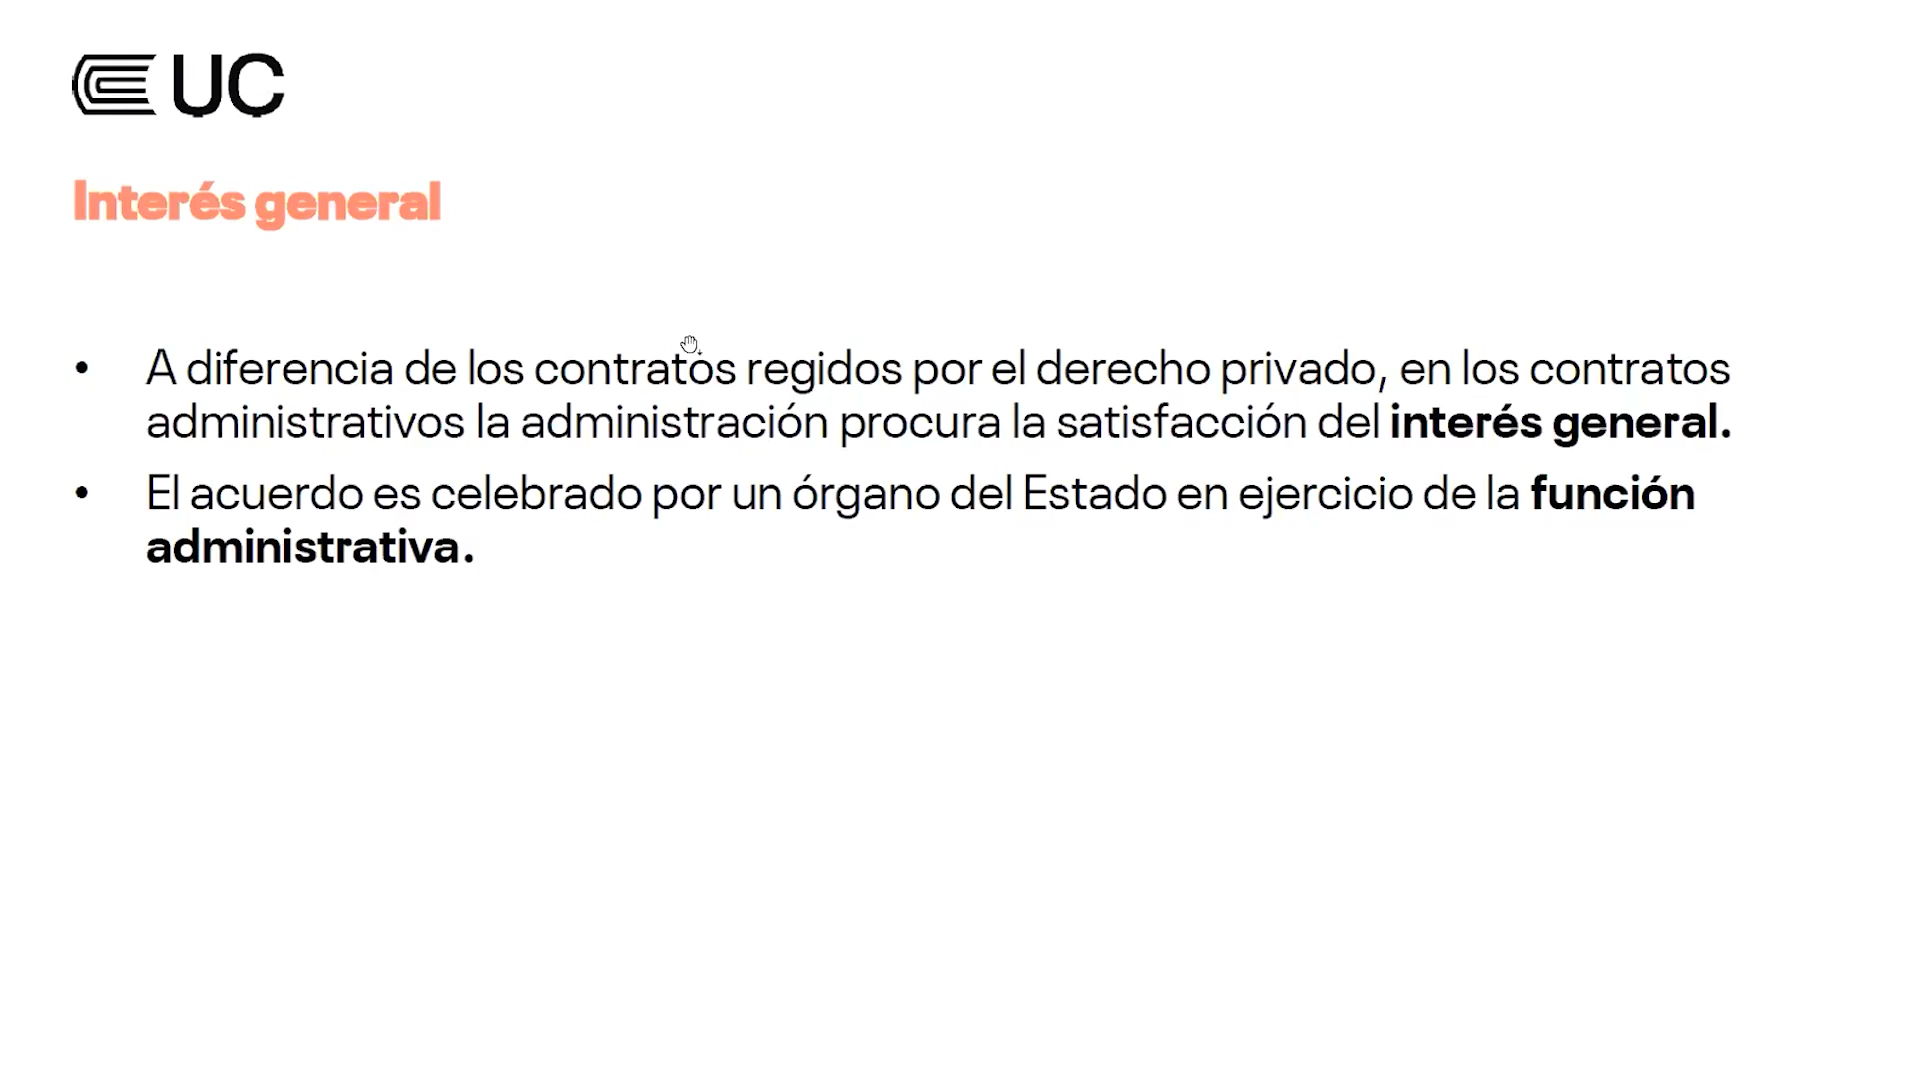 UC
Interés general
• A diferencia de los contratos regidos por el derecho privado, en los contratos
administrativos la administración procura la satisfacción del interés general.
• El acuerdo es celebrado por un órgano del Estado en ejercicio de la función
administrativa.